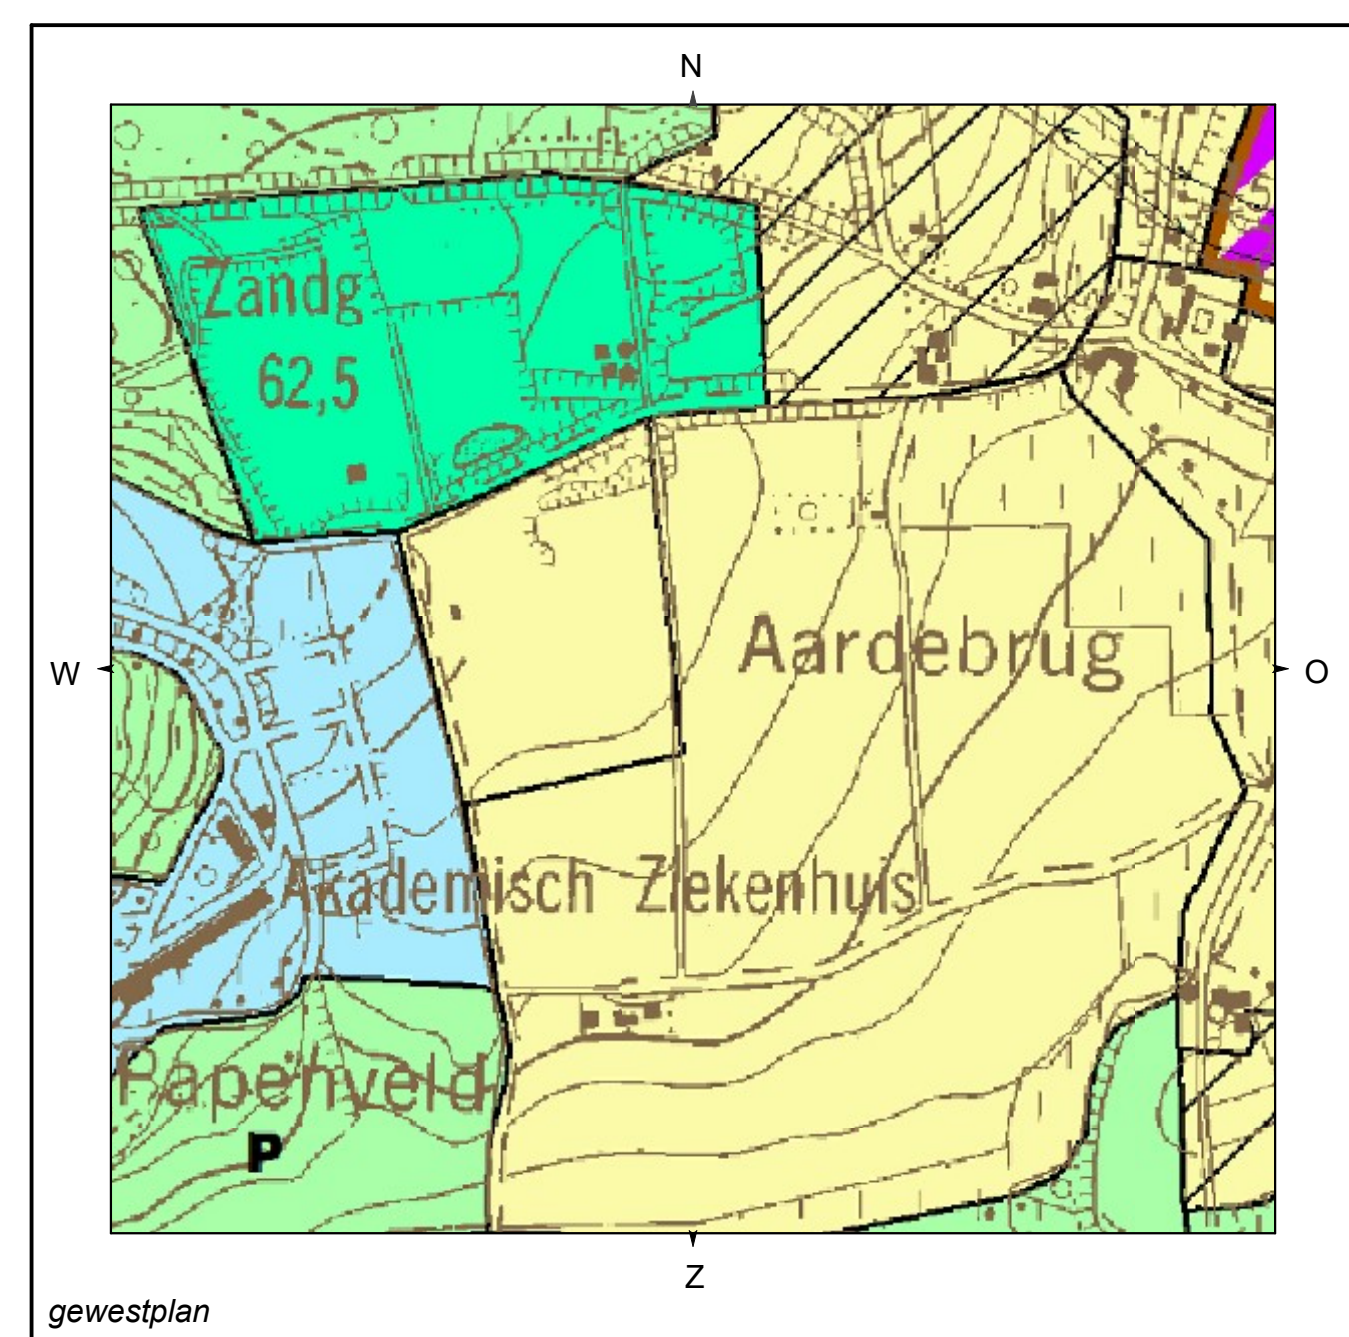 N
Zandg
62,5
Aardebrug
W
O
Akademisch Ziekenhuis
Papenveld
P
Z
gewestplan